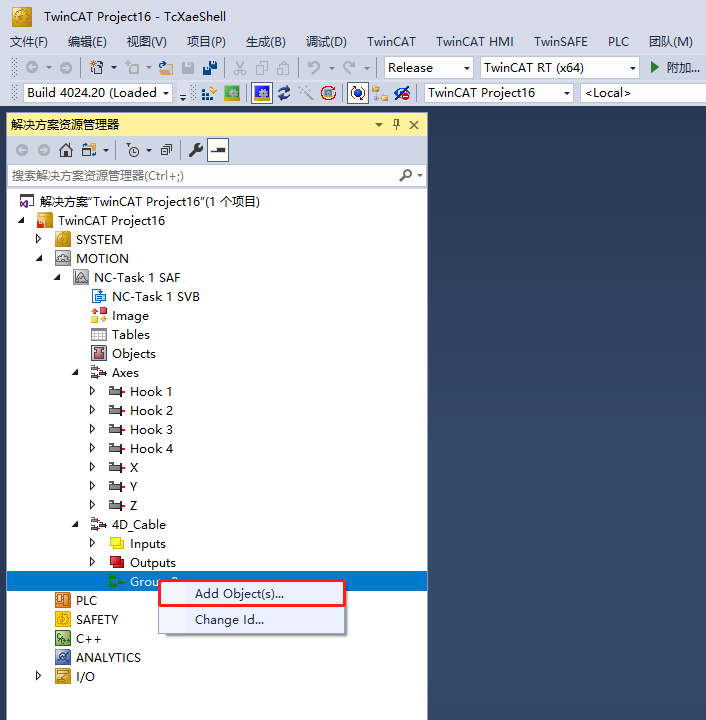 TwinCAT Project16 - TcXaeShell
文件(F) 编辑(E) 视图(V) 项目(P) 生成(B) 调试(D) TwinCAT TwinCAT HMI TwinSAFE PLC 团队(M)
Release TwinCAT RT (x64) 附加...
Build 4024.20 (Loaded TwinCAT Project16 <Local>
解决方案资源管理器
搜索解决方案资源管理器(Ctrl+;)
解决方案"TwinCAT Project16"(1 个项目)
TwinCAT Project16
SYSTEM
MOTION
NC-Task 1 SAF
NC-Task 1 SVB
Image
Tables
Objects
Axes
Hook 1
Hook 2
Hook 3
Hook 4
X
Y
Z
4D_Cable
Inputs
Outputs
Add Object(s)...
Change Id...
PLC
SAFETY
C++
ANALYTICS
I/O